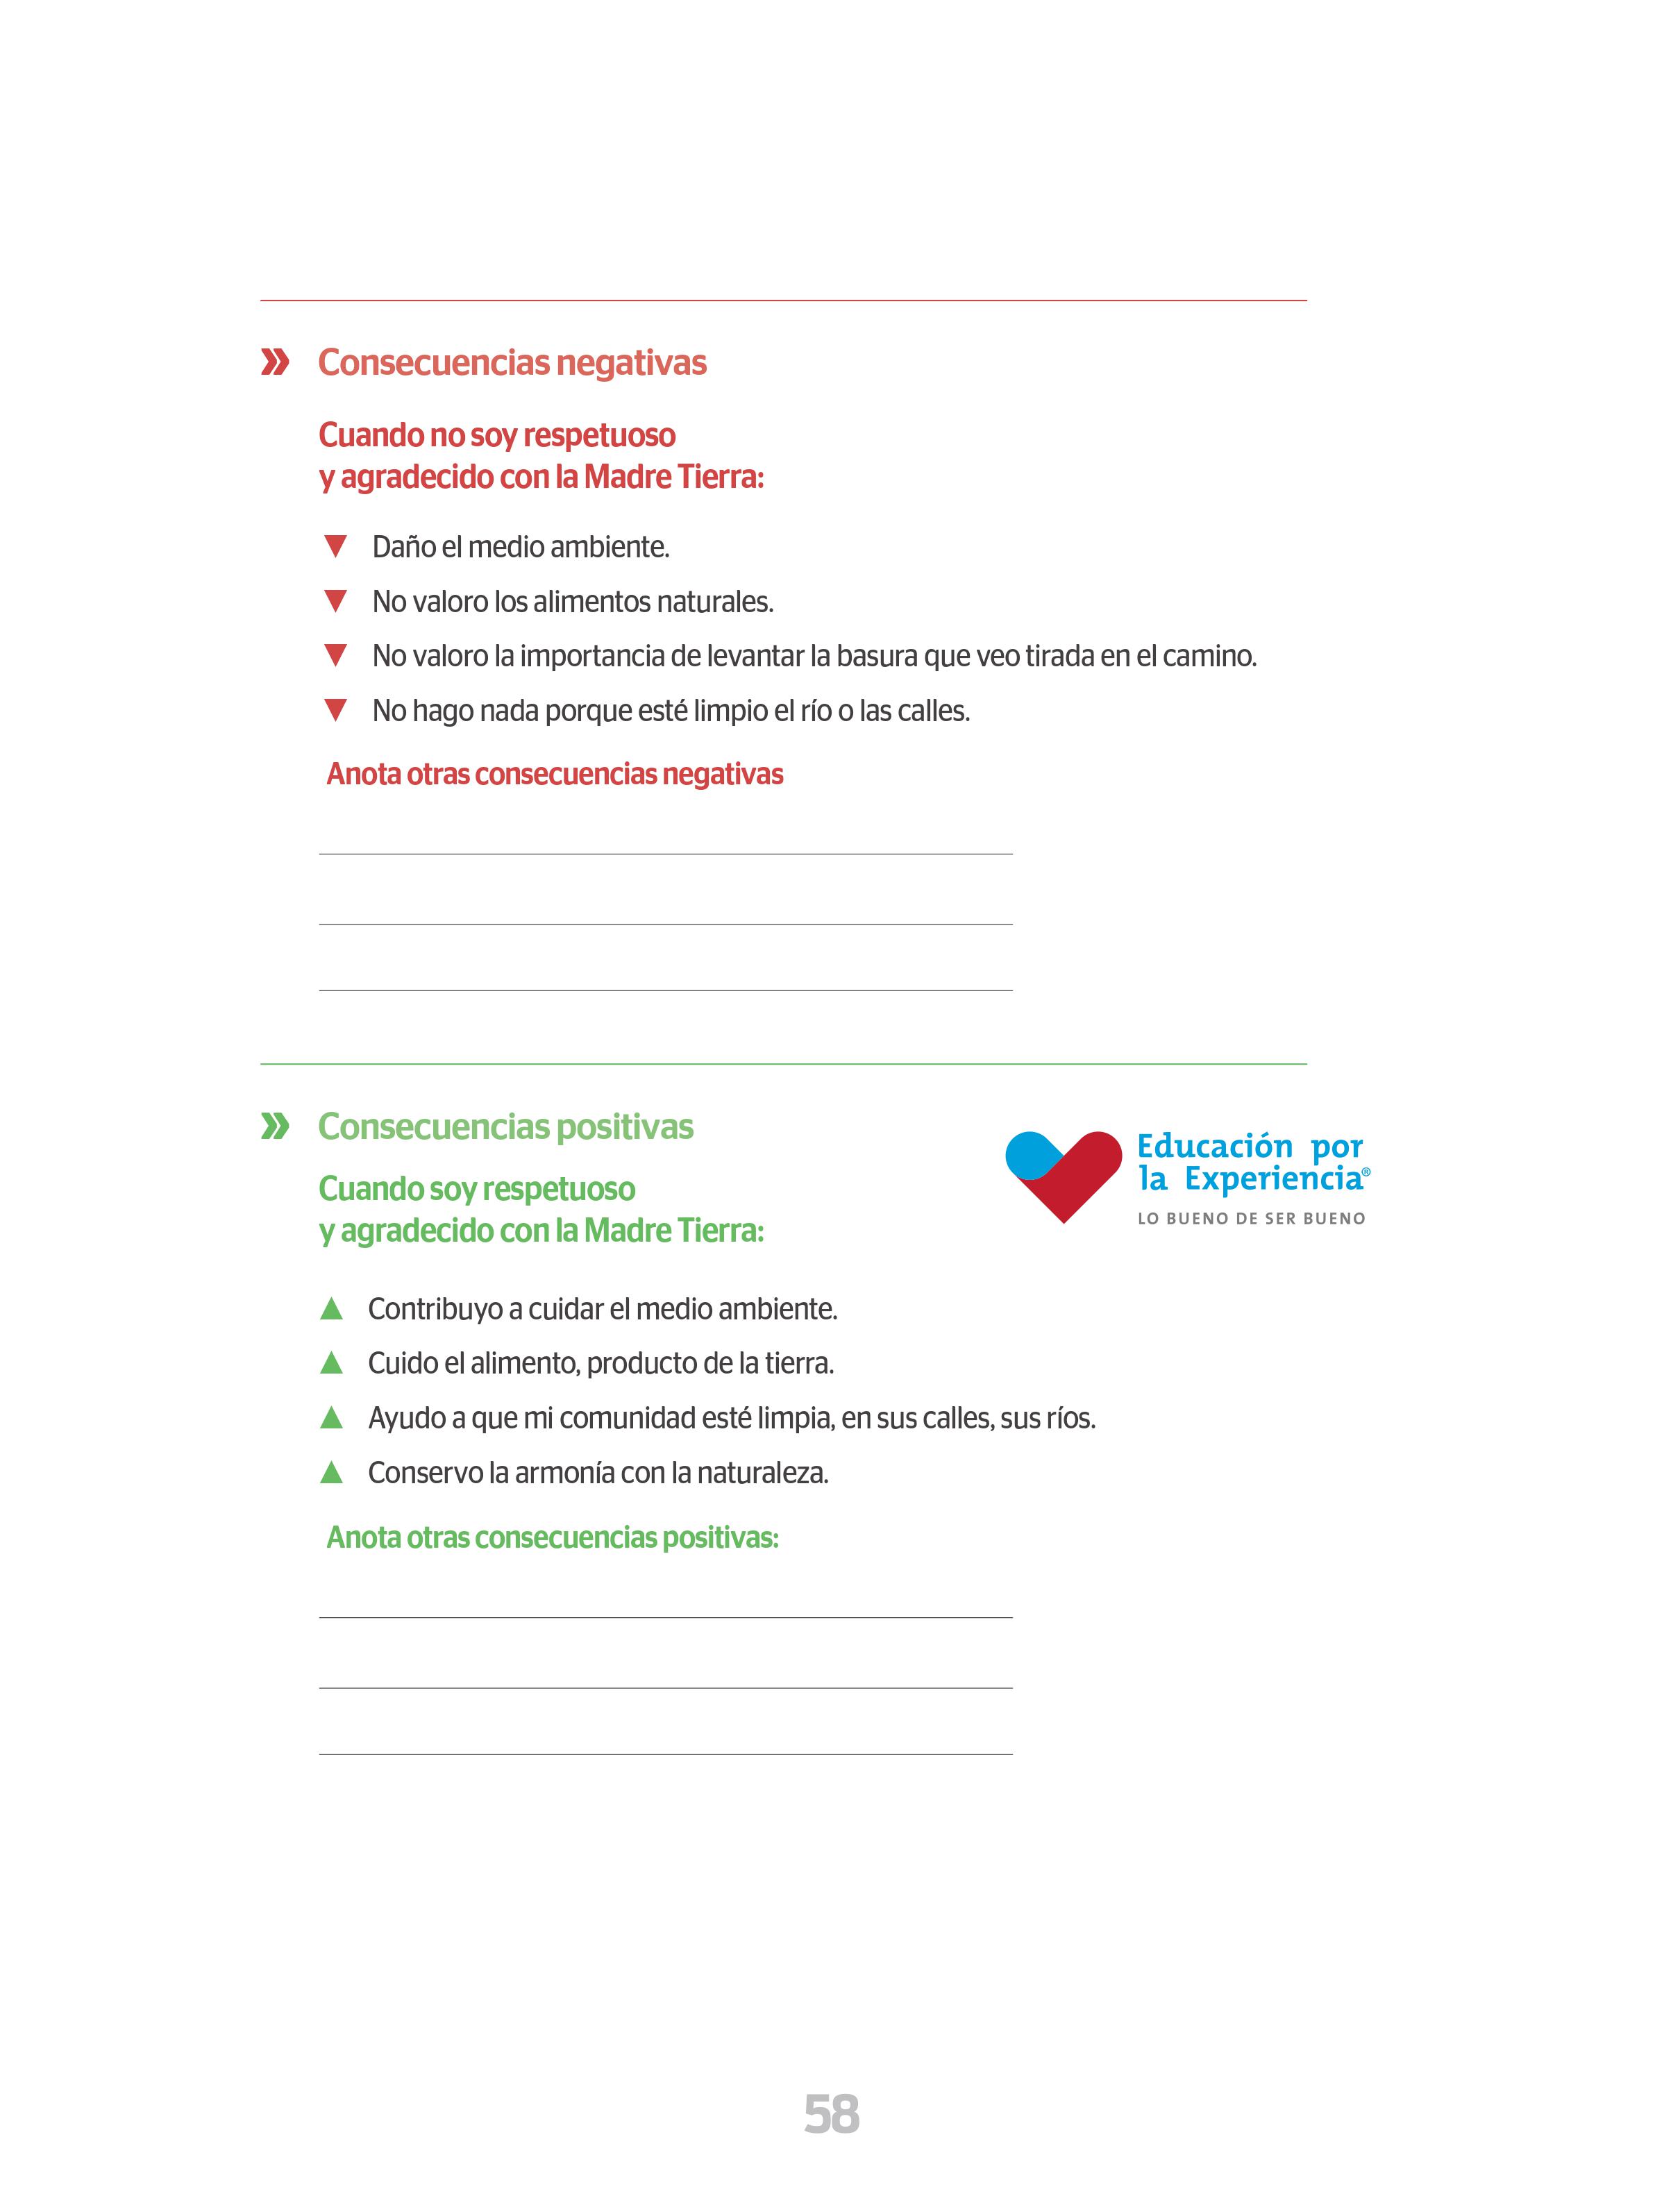 » Consecuencias negativas
Cuando no soy respetuoso
y agradecido con la Madre Tierra:
▼ Daño el medio ambiente.
▼ No valoro los alimentos naturales.
▼ No valoro la importancia de levantar la basura que veo tirada en el camino.
▼ No hago nada porque esté limpio el río o las calles.
Anota otras consecuencias negativas
» Consecuencias positivas
Cuando soy respetuoso
y agradecido con la Madre Tierra:
Educación por
la Experiencia®
LO BUENO DE SER BUENO
▲ Contribuyo a cuidar el medio ambiente.
▲ Cuido el alimento, producto de la tierra.
▲ Ayudo a que mi comunidad esté limpia, en sus calles, sus ríos.
▲ Conservo la armonía con la naturaleza.
Anota otras consecuencias positivas:
58